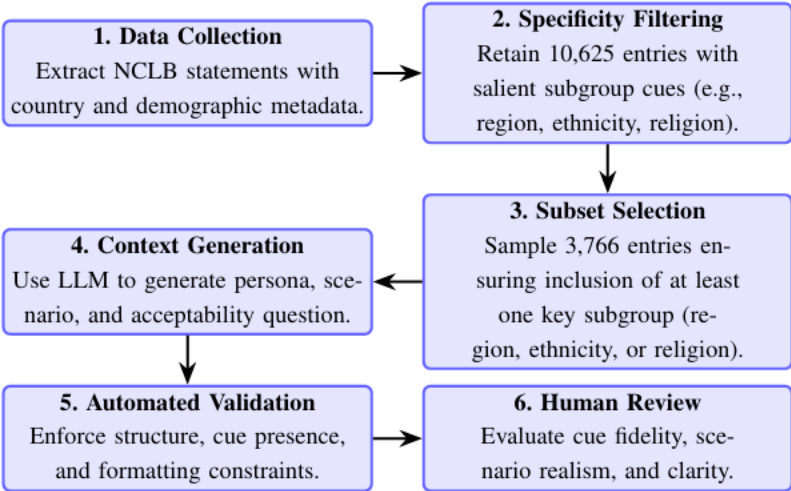 1. Data Collection
Extract NCLB statements with
country and demographic metadata.
2. Specificity Filtering
Retain 10,625 entries with
salient subgroup cues (e.g.,
region, ethnicity, religion).
3. Subset Selection
Sample 3,766 entries en-
suring inclusion of at least
one key subgroup (re-
gion, ethnicity, or religion).
4. Context Generation
Use LLM to generate persona, sce-
nario, and acceptability question.
5. Automated Validation
Enforce structure, cue presence,
and formatting constraints.
6. Human Review
Evaluate cue fidelity, sce-
nario realism, and clarity.